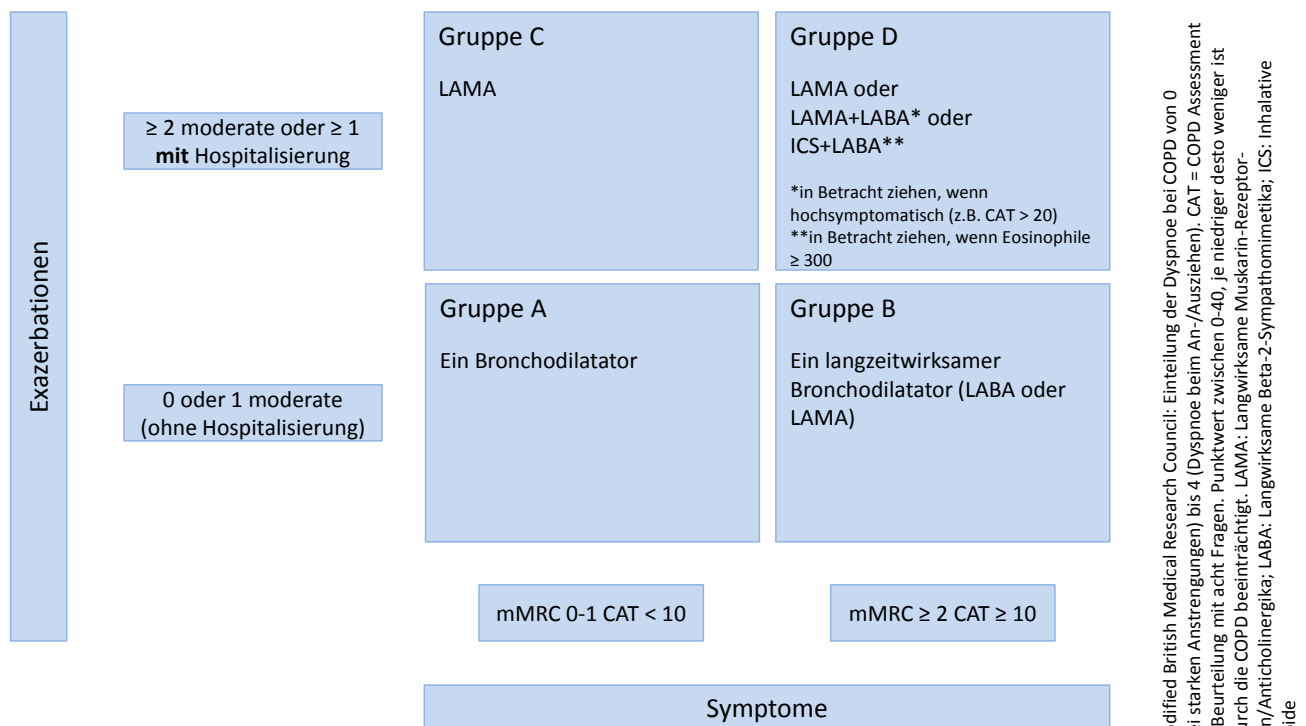 Exazerbationen
≥ 2 moderate oder ≥ 1
mit Hospitalisierung
0 oder 1 moderate
(ohne Hospitalisierung)
Gruppe C
LAMA
Gruppe D
LAMA oder
LAMA+LABA* oder
ICS+LABA**
*in Betracht ziehen, wenn
hochsymptomatisch (z.B. CAT > 20)
**in Betracht ziehen, wenn Eosinophile
≥ 300
Gruppe A
Ein Bronchodilatator
Gruppe B
Ein langzeitwirksamer
Bronchodilatator (LABA oder
LAMA)
mMRC 0-1 CAT < 10
mMRC ≥ 2 CAT ≥ 10
Symptome
British Medical Research Council: Einteilung der Dyspnoe bei COPD von 0
starken Anstrengungen) bis 4 (Dyspnoe beim An-/Ausziehen). CAT = COPD Assessment
Beurteilung mit acht Fragen. Punktwert zwischen 0-40, je niedriger desto weniger ist
die COPD beeinträchtigt. LAMA: Langwirksame Muskarin-Rezeptor-
/Anticholinergika; LABA: Langwirksame Beta-2-Sympathomimetika; ICS: Inhalative